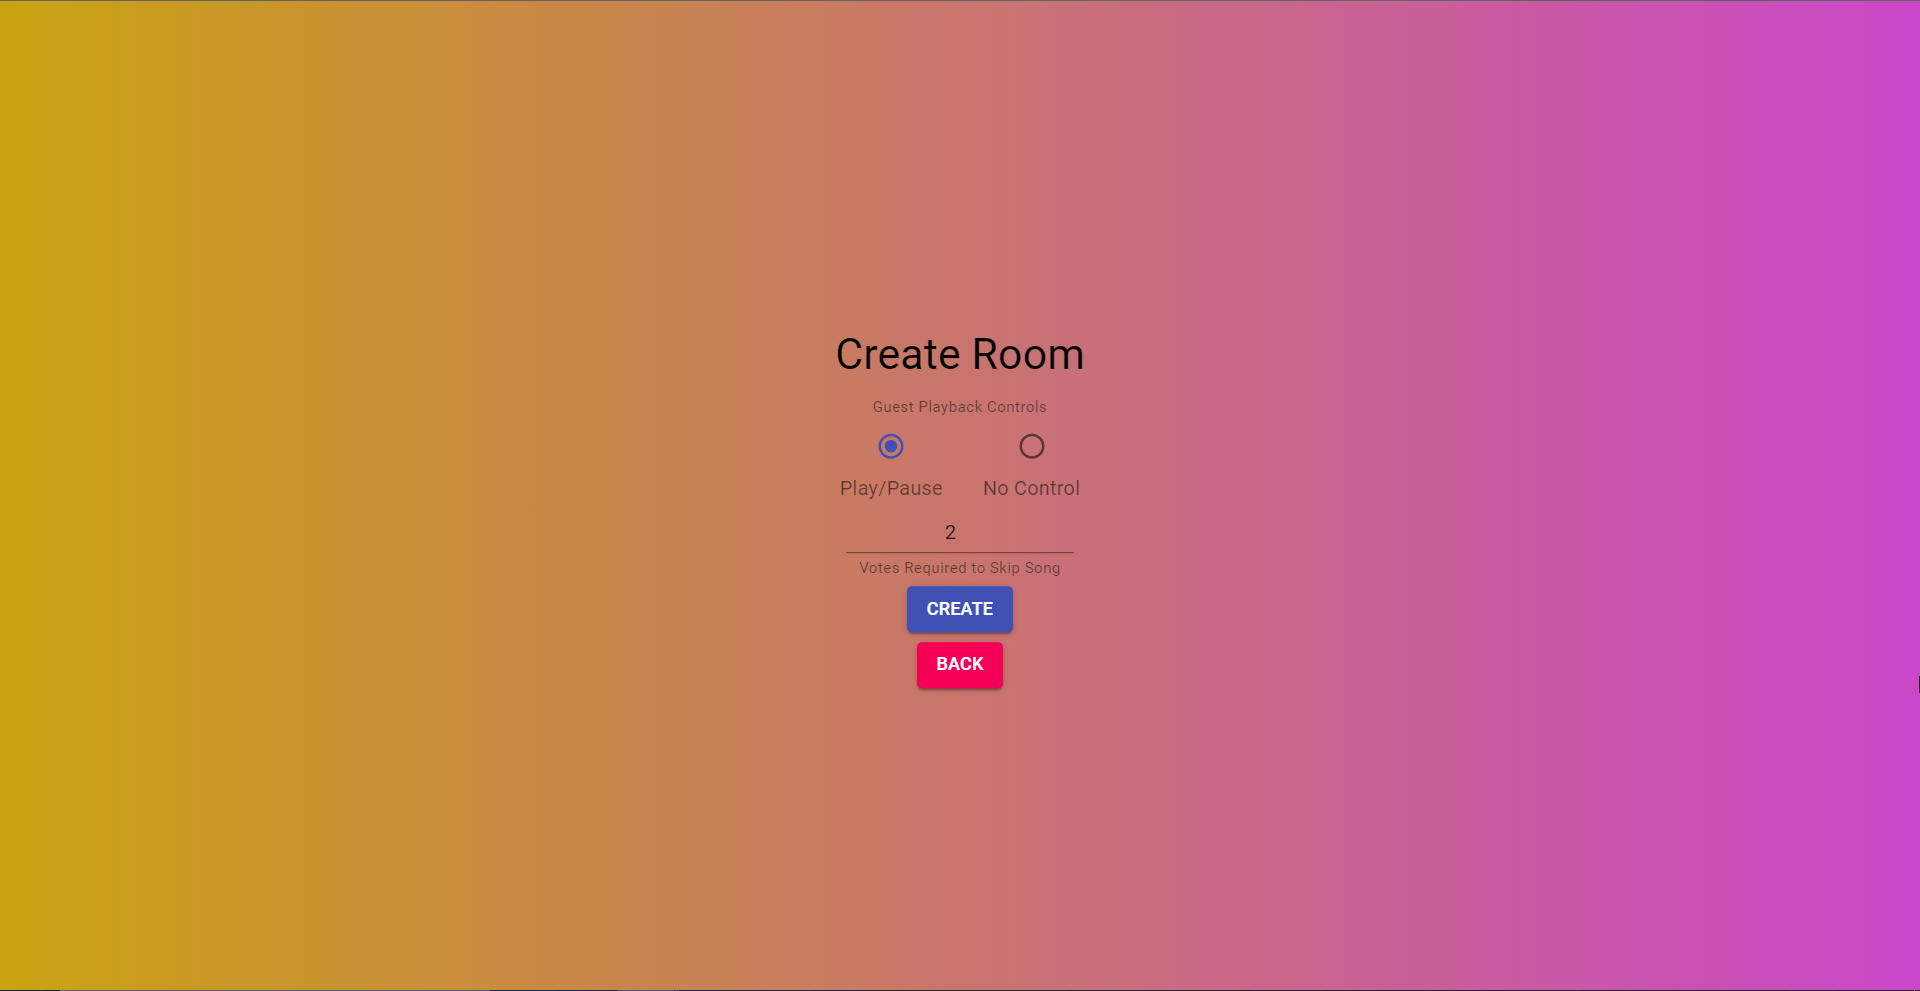 Create Room
Guest Playback Controls
Play/Pause No Control
2
Votes Required to Skip Song
CREATE
BACK